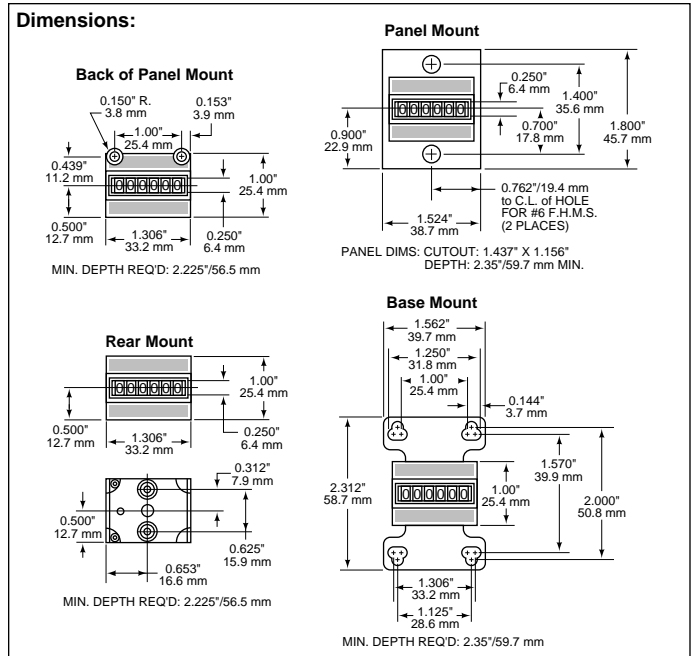 Dimensions:
Back of Panel Mount
0.150" R.
3.8 mm
0.153"
3.9 mm
1.00"
25.4 mm
0.439"
11.2 mm
000000
1.00"
25.4 mm
0.500"
12.7 mm
1.306"
33.2 mm
0.250"
6.4 mm
MIN. DEPTH REQ'D: 2.225"/56.5 mm
Panel Mount
0.250"
6.4 mm
1.400"
35.6 mm
000000
0.900"
22.9 mm
0.700"
17.8 mm
1.800"
45.7 mm
0.762"/19.4 mm
to C.L. of HOLE
FOR #6 F.H.M.S.
(2 PLACES)
1.524"
38.7 mm
PANEL DIMS: CUTOUT: 1.437" X 1.156"
DEPTH: 2.35"/59.7 mm MIN.
Rear Mount
000000
1.00"
25.4 mm
0.500"
12.7 mm
1.306"
33.2 mm
0.250"
6.4 mm
0.312"
7.9 mm
0.500"
12.7 mm
0.625"
15.9 mm
0.653"
16.6 mm
MIN. DEPTH REQ'D: 2.225"/56.5 mm
Base Mount
1.562"
39.7 mm
1.250"
31.8 mm
1.00"
25.4 mm
0.144"
3.7 mm
2.312"
58.7 mm
000000
1.00"
25.4 mm
1.570"
39.9 mm
2.000"
50.8 mm
1.306"
33.2 mm
1.125"
28.6 mm
MIN. DEPTH REQ'D: 2.35"/59.7 mm